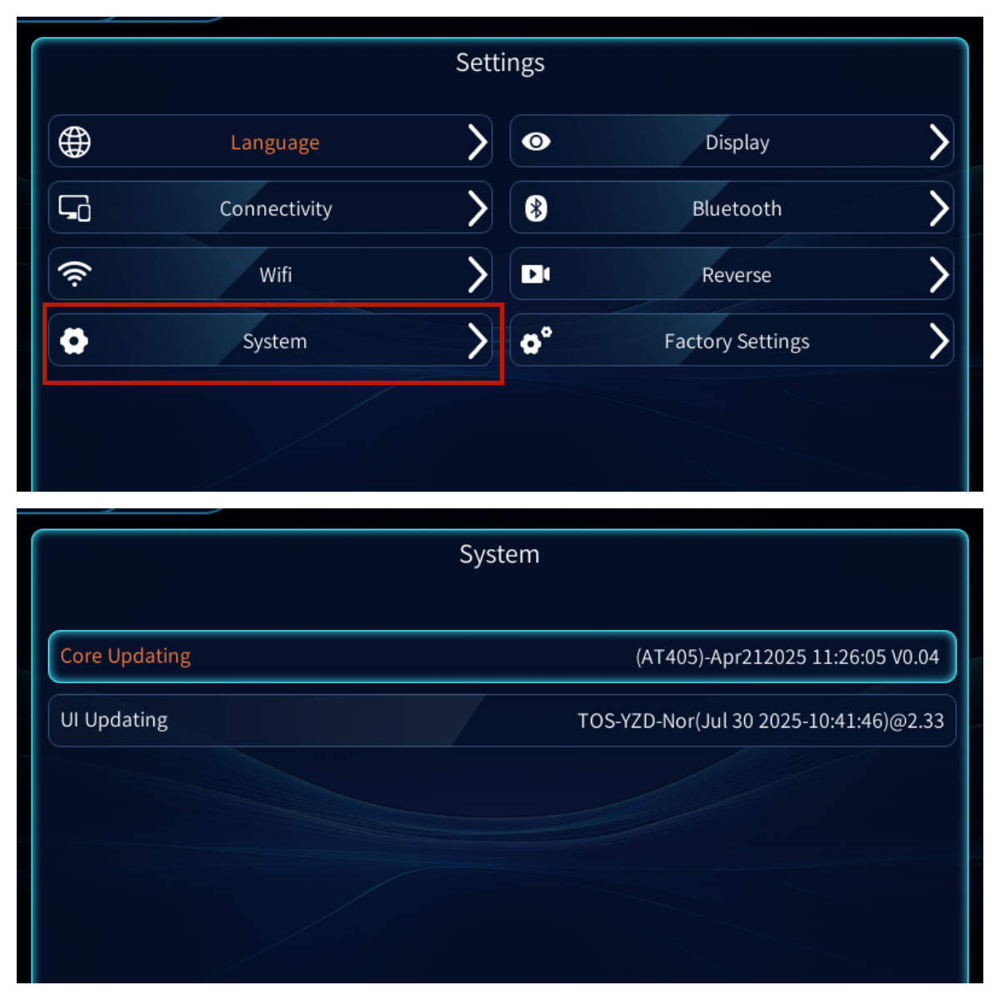 Settings
Language
Display
Connectivity
Bluetooth
Wifi
Reverse
System
Factory Settings
System
Core Updating (AT405)-Apr212025 11:26:05 V0.04
UI Updating TOS-YZD-Nor(Jul 30 2025-10:41:46)@2.33